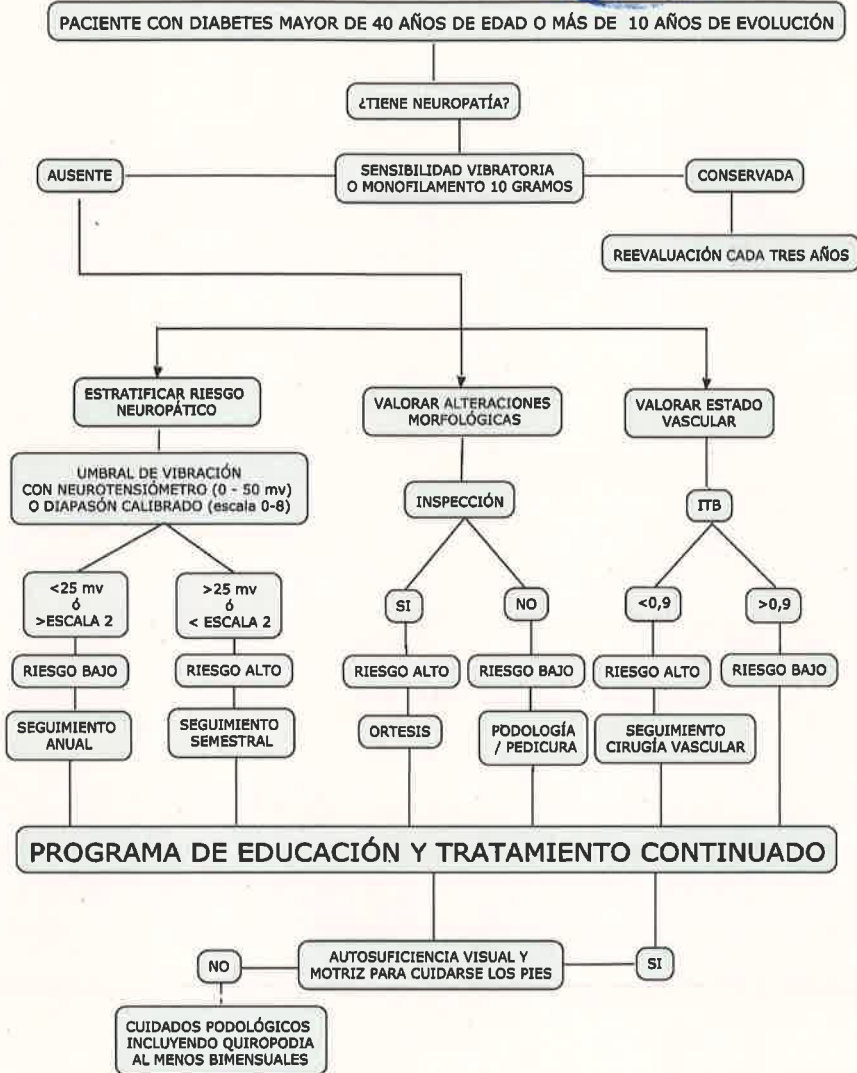 PACIENTE CON DIABETES MAYOR DE 40 AÑOS DE EDAD O MÁS DE 10 AÑOS DE EVOLUCIÓN
¿TIENE NEUROPATÍA?
AUSENTE
SENSIBILIDAD VIBRATORIA
O MONOFILAMENTO 10 GRAMOS
CONSERVADA
REEVALUACIÓN CADA TRES AÑOS
ESTRATIFICAR RIESGO
NEUROPÁTICO
VALORAR ALTERACIONES
MORFOLÓGICAS
VALORAR ESTADO
VASCULAR
UMBRAL DE VIBRACIÓN
CON NEUROTENSIÓMETRO (0 - 50 mv)
O DIAPASÓN CALIBRADO (escala 0-8)
INSPECCIÓN
ITB
<25 mv
ó
>ESCALA 2
>25 mv
ó
< ESCALA 2
SI
NO
<0,9
>0,9
RIESGO BAJO
RIESGO ALTO
RIESGO ALTO
RIESGO BAJO
RIESGO ALTO
RIESGO BAJO
SEGUIMIENTO
ANUAL
SEGUIMIENTO
SEMESTRAL
ORTESIS
PODOLOGÍA
/ PEDICURA
SEGUIMIENTO
CIRUGÍA VASCULAR
PROGRAMA DE EDUCACIÓN Y TRATAMIENTO CONTINUADO
NO
AUTOSUFICIENCIA VISUAL Y
MOTRIZ PARA CUIDARSE LOS PIES
SI
CUIDADOS PODOLÓGICOS
INCLUYENDO QUIROPODIA
AL MENOS BIMENSUALES